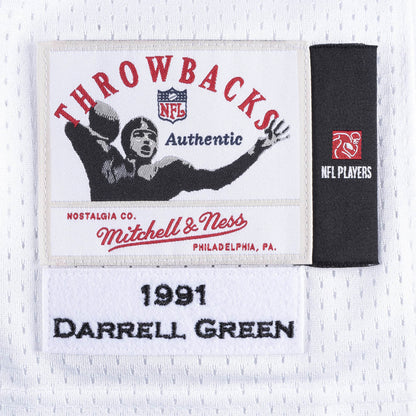 THROWBACKS
NFL
Authentic
NFL PLAYERS
NOSTALGIA CO.
Mitchell & Ness
PHILADELPHIA, PA.
1991
DARRELL GREEN